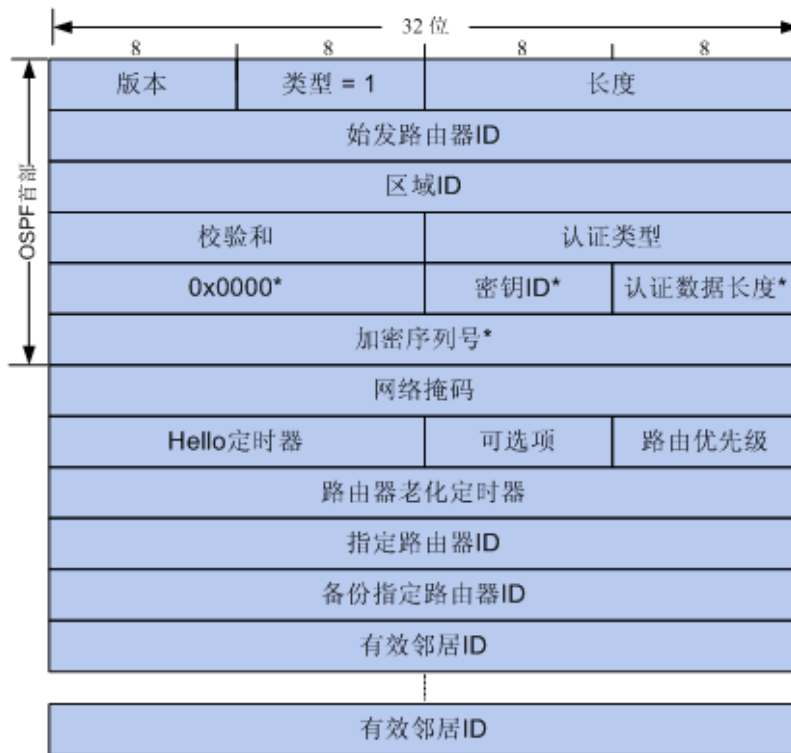 32 位
8 8 8 8
版本 类型 = 1 长度
始发路由器ID
区域ID
校验和 认证类型
0x0000* 密钥ID* 认证数据长度*
加密序列号*
OSPF首部
网络掩码
Hello定时器 可选项 路由优先级
路由器老化定时器
指定路由器ID
备份指定路由器ID
有效邻居ID
有效邻居ID